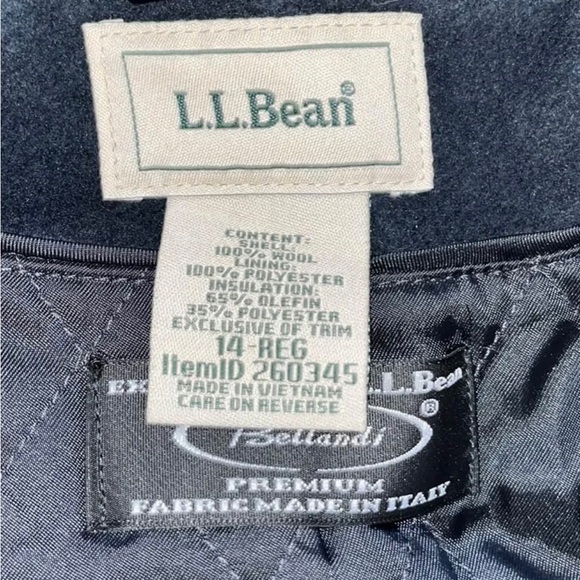 L.L.Bean®
CONTENT:
SHELL:
100% WOOL
LINING:
100% POLYESTER
INSULATION:
65% OLEFIN
35% POLYESTER
EXCLUSIVE OF TRIM
14-REG
ItemID 260345
MADE IN VIETNAM
CARE ON REVERSE
EX L.Bean
Bellandi ®
PREMIUM
FABRIC MADE IN ITALY